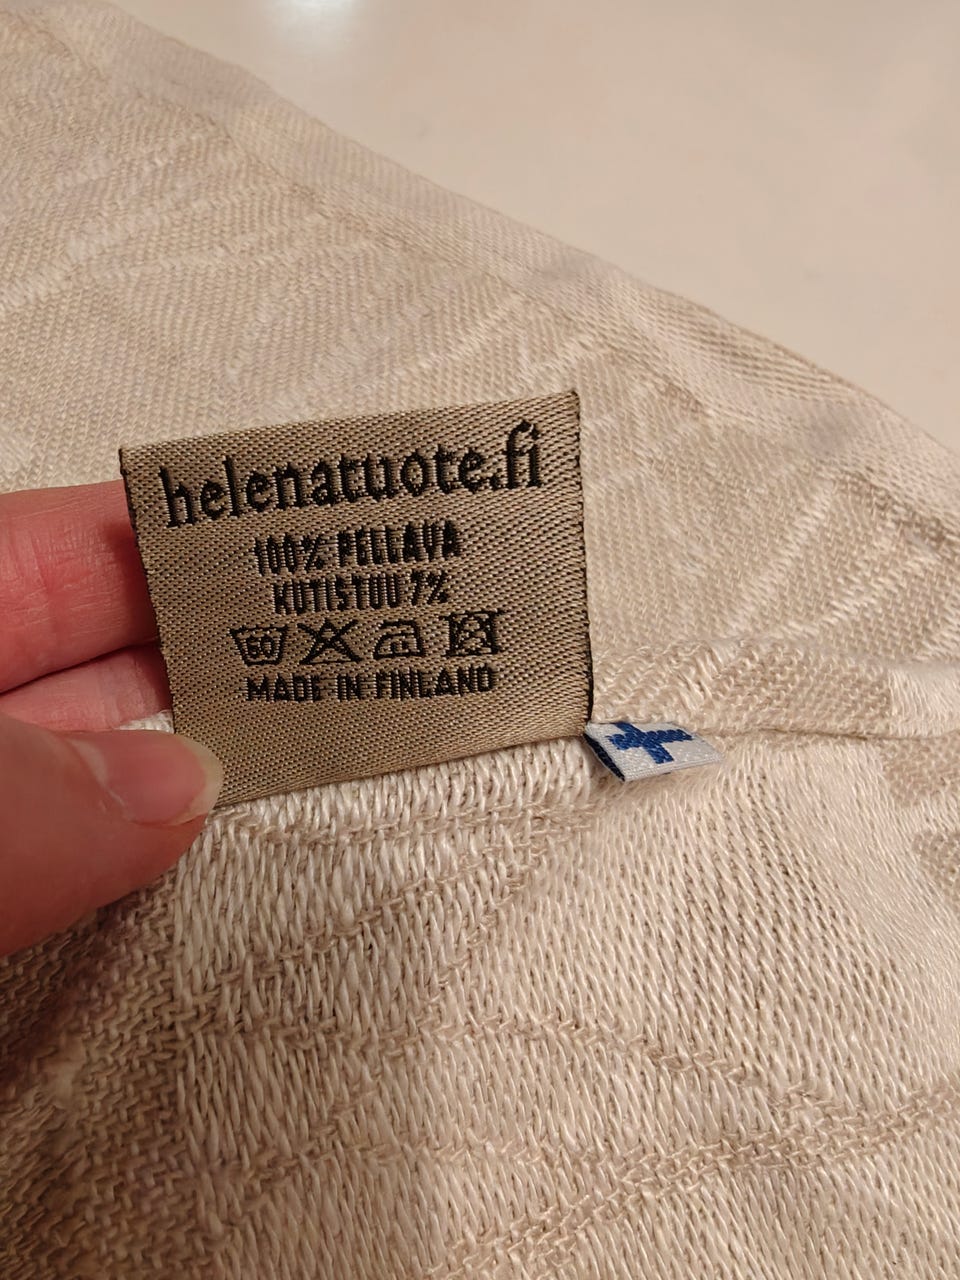 helenatuote.fi
100% PELLAVA
KUTISTUU 7%
60
MADE IN FINLAND